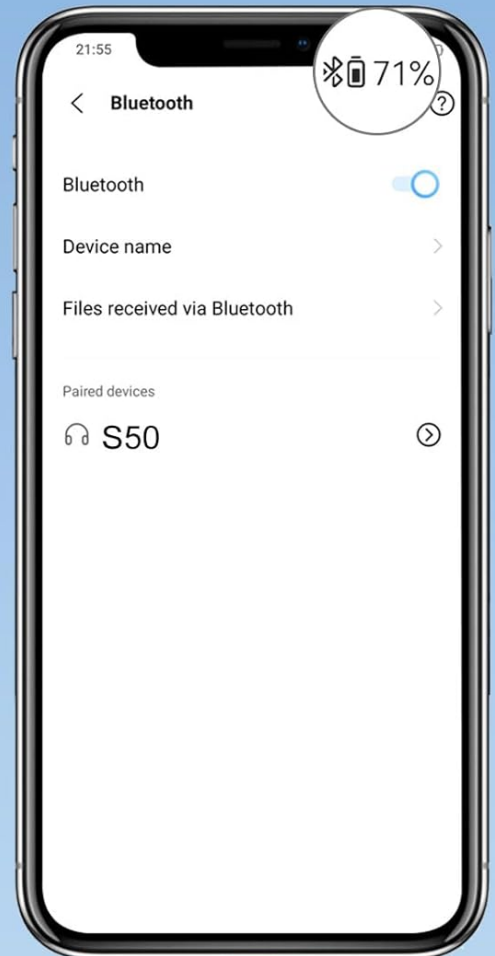 21:55
71%
Bluetooth
?
Bluetooth
Device name
Files received via Bluetooth
Paired devices
S50